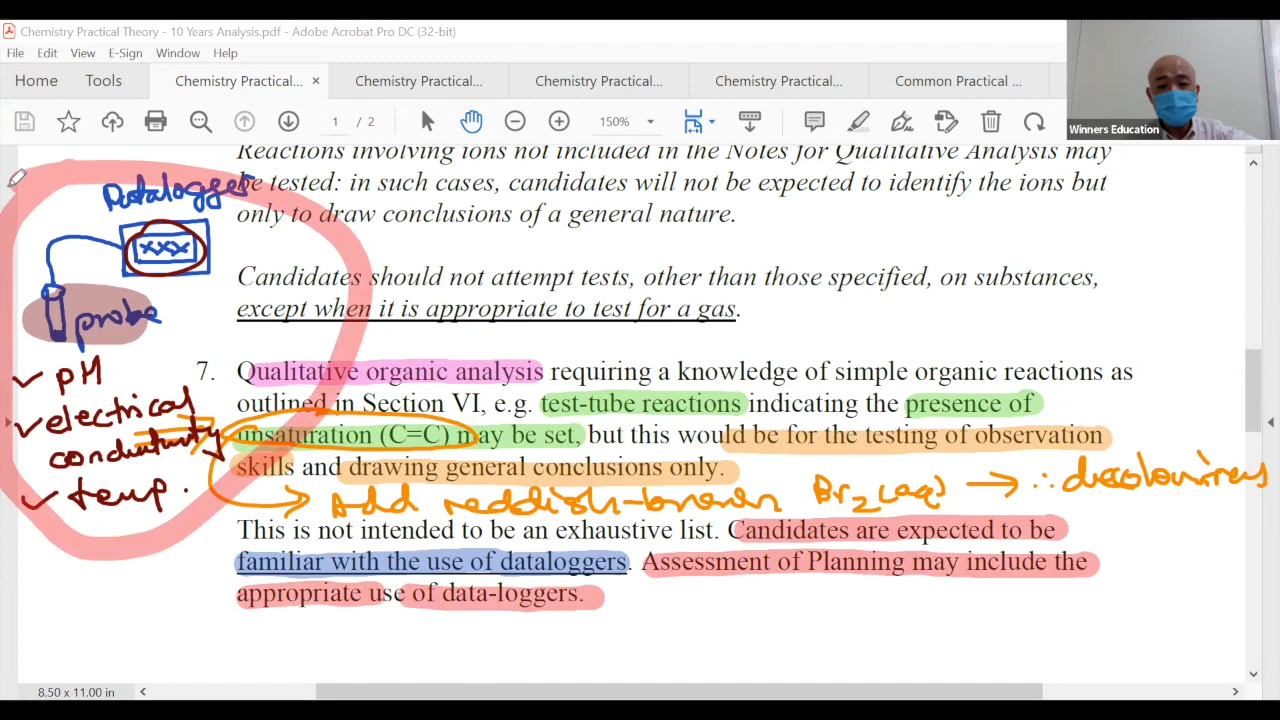 Chemistry Practical Theory - 10 Years Analysis.pdf - Adobe Acrobat Pro DC (32-bit)
File Edit View E-Sign Window Help
Home Tools Chemistry Practical... × Chemistry Practical... Chemistry Practical... Chemistry Practical... Common Practical ...
1 / 2 150%
Winners Education
Reactions involving ions not included in the Notes for Qualitative Analysis may
be tested: in such cases, candidates will not be expected to identify the ions but
only to draw conclusions of a general nature.
Datalogger
xxx
probe
✓ pH
✓ electrical
conductivity
✓ temp.
Candidates should not attempt tests, other than those specified, on substances,
except when it is appropriate to test for a gas.
7. Qualitative organic analysis requiring a knowledge of simple organic reactions as
outlined in Section VI, e.g. test-tube reactions indicating the presence of
unsaturation (C=C) may be set, but this would be for the testing of observation
skills and drawing general conclusions only.
→ Add reddish-brown Br₂ (aq) → ∴ decolourises
This is not intended to be an exhaustive list. Candidates are expected to be
familiar with the use of dataloggers. Assessment of Planning may include the
appropriate use of data-loggers.
8.50 x 11.00 in